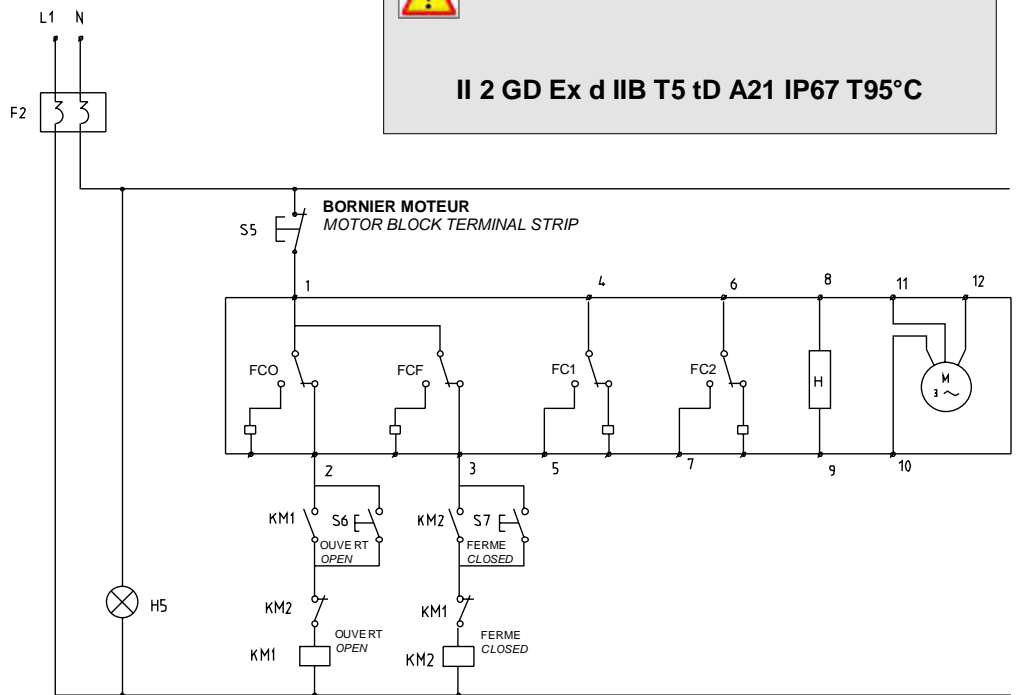 L1 N
II 2 GD Ex d IIB T5 tD A21 IP67 T95°C
F2
BORNIER MOTEUR
MOTOR BLOCK TERMINAL STRIP
S5
1 4 6 8 11 12
FCO FCF FC1 FC2 H M
3 ~
2 3 5 7 9 10
KM1 S6 KM2 S7
OUVERT FERME
OPEN CLOSED
H5 KM2 KM1
OUVERT FERME
OPEN CLOSED
KM1 KM2